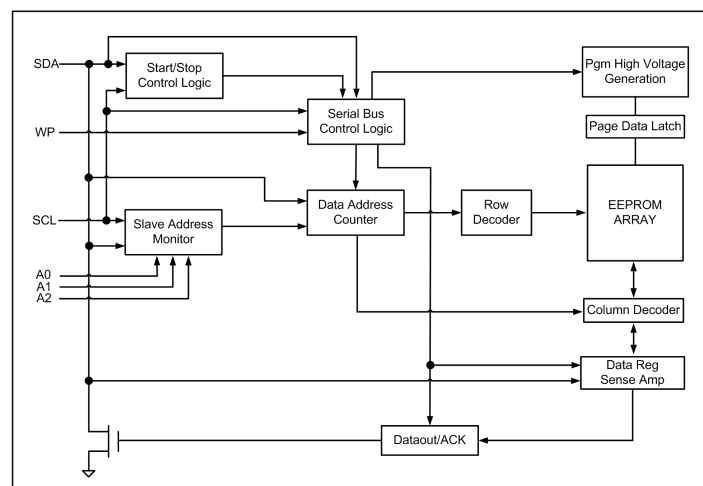 SDA
Start/Stop
Control Logic
Pgm High Voltage
Generation
Serial Bus
Control Logic
Page Data Latch
WP
EEPROM
ARRAY
SCL
Slave Address
Monitor
Data Address
Counter
Row
Decoder
A0
A1
A2
Column Decoder
Data Reg
Sense Amp
Dataout/ACK